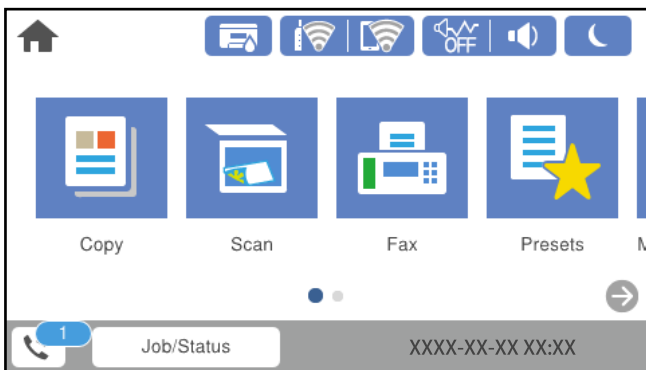 OFF
Copy
Scan
Fax
Presets
M
1
Job/Status
XXXX-XX-XX XX:XX